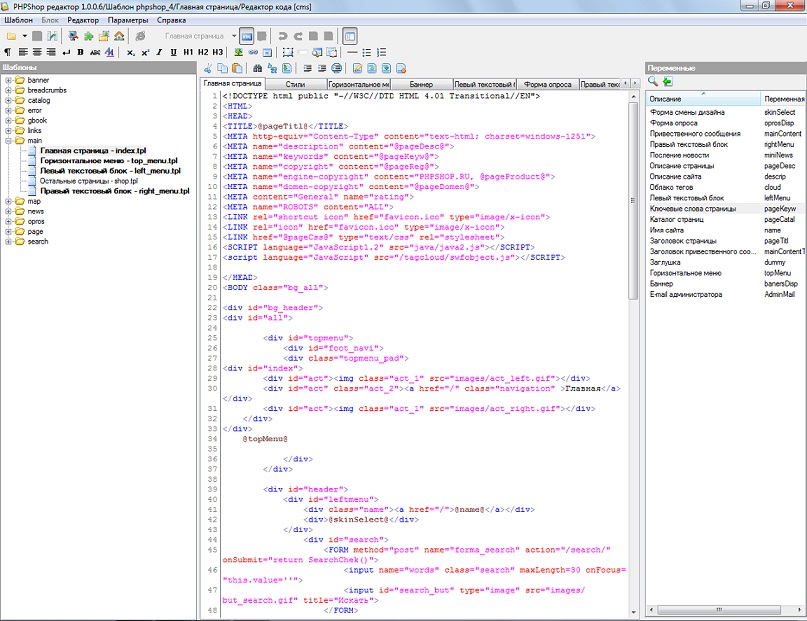 PHPShop редактор 1.0.0.6/Шаблон phpshop_4/Главная страница/Редактор кода [cms]
Шаблон Блок Редактор Параметры Справка
Главная страница
B ABC I U H1 H2 H3
Шаблоны
banner
breadcrumbs
catalog
error
gbook
links
main
Главная страница - index.tpl
Горизонтальное меню - top_menu.tpl
Левый текстовый блок - left_menu.tpl
Остальные страницы - shop.tpl
Правый текстовый блок - right_menu.tpl
map
news
opros
page
search
Главная страница Стили Горизонтальное ме Баннер Левый текстовый Форма опроса Правый текс
1 <!DOCTYPE html public "-//W3C//DTD HTML 4.01 Transitional//EN">
2 <HTML>
3 <HEAD>
4 <TITLE>@pageTitl@</TITLE>
5 <META http-equiv="Content-Type" content="text-html; charset=windows-1251">
6 <META name="description" content="@pageDesc@">
7 <META name="keywords" content="@pageKeyw@">
8 <META name="copyright" content="@pageReg@">
9 <META name="engine-copyright" content="PHPSHOP.RU, @pageProduct@">
10 <META name="domen-copyright" content="@pageDomen@">
11 <META content="General" name="rating">
12 <META name="ROBOTS" content="ALL">
13 <LINK rel="shortcut icon" href="favicon.ico" type="image/x-icon">
14 <LINK rel="icon" href="favicon.ico" type="image/x-icon">
15 <LINK href="@pageCss@" type="text/css" rel="stylesheet">
16 <SCRIPT language="JavaScript1.2" src="java/java2.js"></SCRIPT>
17 <script language="JavaScript" src="/tagcloud/swfobject.js"></SCRIPT>
18
19 </HEAD>
20 <BODY class="bg_all">
21
22 <div id="bg_header">
23 <div id="all">
24
25 <div id="topmenu">
26 <div id="foot_navi">
27 <div class="topmenu_pad">
28 <div id="index">
29 <div id="act"><img class="act_1" src="images/act_left.gif"></div>
30 <div id="act" class="act_2"><a href="/" class="navigation" >Главная</a>
</div>
31 <div id="act"><img class="act_1" src="images/act_right.gif"></div>
32 </div>
33 </div>
34 @topMenu@
35
36 </div>
37 </div>
38
39 <div id="header">
40 <div id="leftmenu">
41 <div class="name"><a href="/">@name@</a></div>
42 <div>@skinSelect@</div>
43 </div>
44 <div id="search">
45 <FORM method="post" name="forma_search" action="/search/"
onSubmit="return SearchChek()">
46 <input name="words" class="search" maxLength=30 onFocus=
"this.value=''">
47 <input id="search_but" type="image" src="images/
but_search.gif" title="Искать">
48 </FORM>
Переменные
Описание Переменная
Форма смены дизайна skinSelect
Форма опроса oprosDisp
Привественного сообщения mainContent
Правый текстовый блок rightMenu
Посление новости miniNews
Описание страницы pageDesc
Описание сайта descrip
Облако тегов cloud
Левый текстовый блок leftMenu
Ключевые слова страницы pageKeyw
Каталог страниц pageCatal
Имя сайта name
Заголовок страницы pageTitl
Заголовок привественного соо... mainContentT
Заглушка dummy
Горизонтальное меню topMenu
Баннер banersDisp
E-mail администратора AdminMail